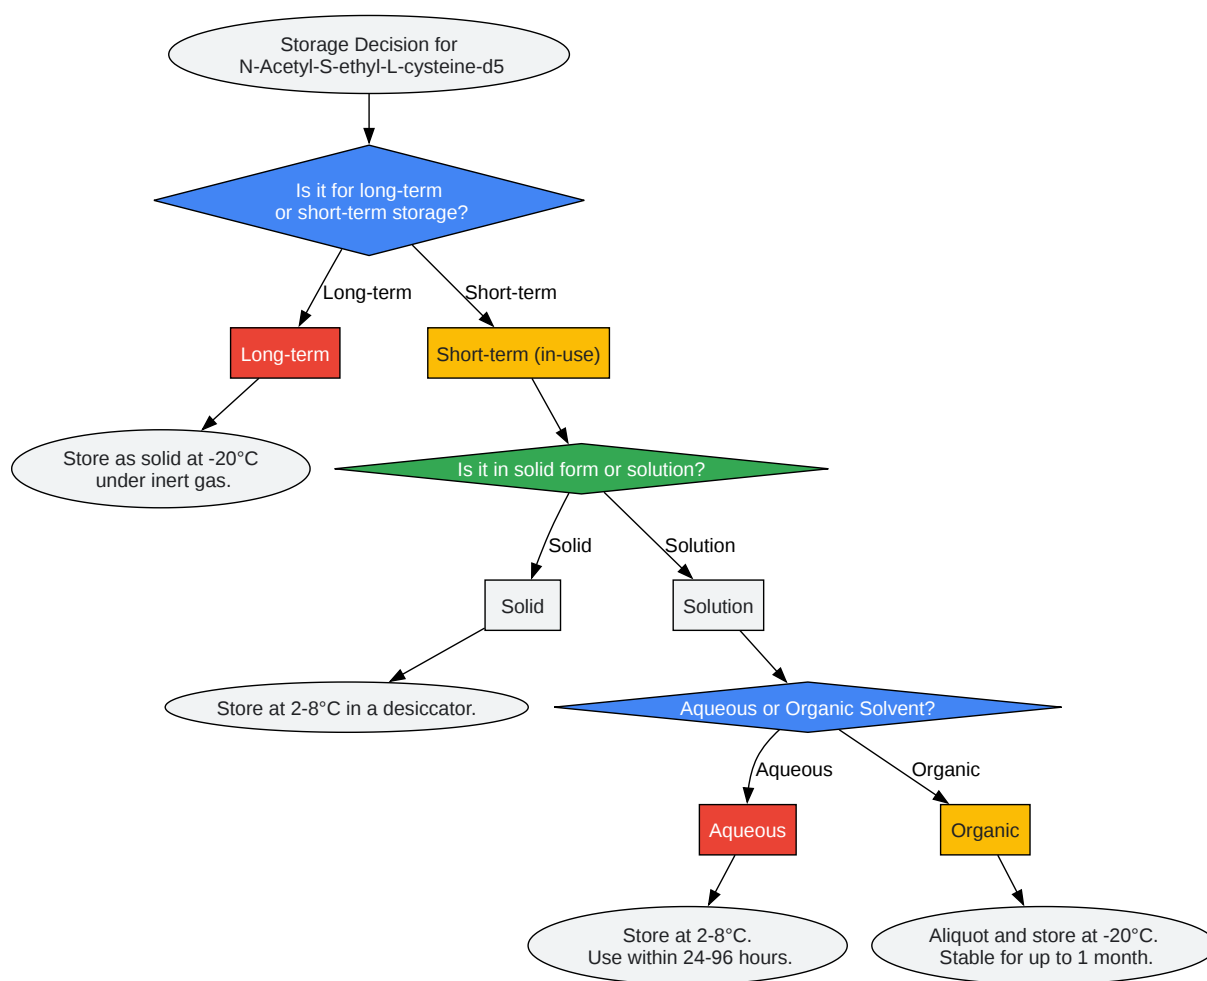 Storage Decision for
N-Acetyl-S-ethyl-L-cysteine-d5
Is it for long-term
or short-term storage?
Long-term
Short-term
Long-term
Short-term (in-use)
Store as solid at -20°C
under inert gas.
Is it in solid form or solution?
Solid
Solution
Solid
Solution
Store at 2-8°C in a desiccator.
Aqueous or Organic Solvent?
Aqueous
Organic
Aqueous
Organic
Store at 2-8°C.
Use within 24-96 hours.
Aliquot and store at -20°C.
Stable for up to 1 month.